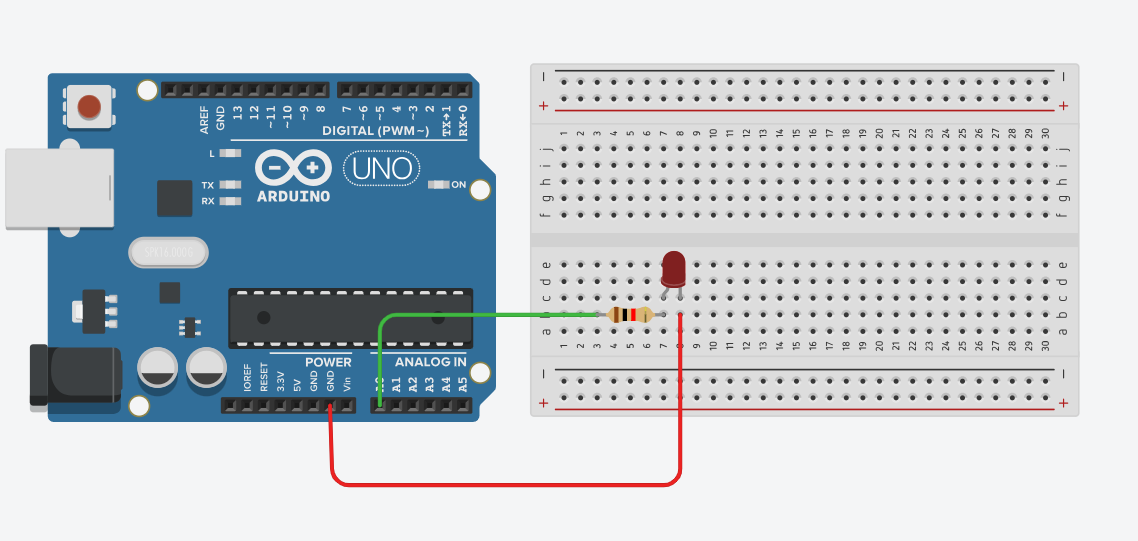 AREF
GND
13
12
~11
~10
~9
8
7
~6
~5
4
~3
2
TX→1
RX←0
DIGITAL (PWM~)
L
TX
RX
ARDUINO
UNO
ON
IOREF
RESET
3.3V
5V
GND
GND
Vin
POWER
ANALOG IN
A1
A2
A3
A4
A5
1 2 3 4 5 6 7 8 9 10 11 12 13 14 15 16 17 18 19 20 21 22 23 24 25 26 27 28 29 30
j j
i i
h h
g g
f f
e e
d d
c c
b
a a
1 2 3 4 5 6 7 8 9 10 11 12 13 14 15 16 17 18 19 20 21 22 23 24 25 26 27 28 29 30